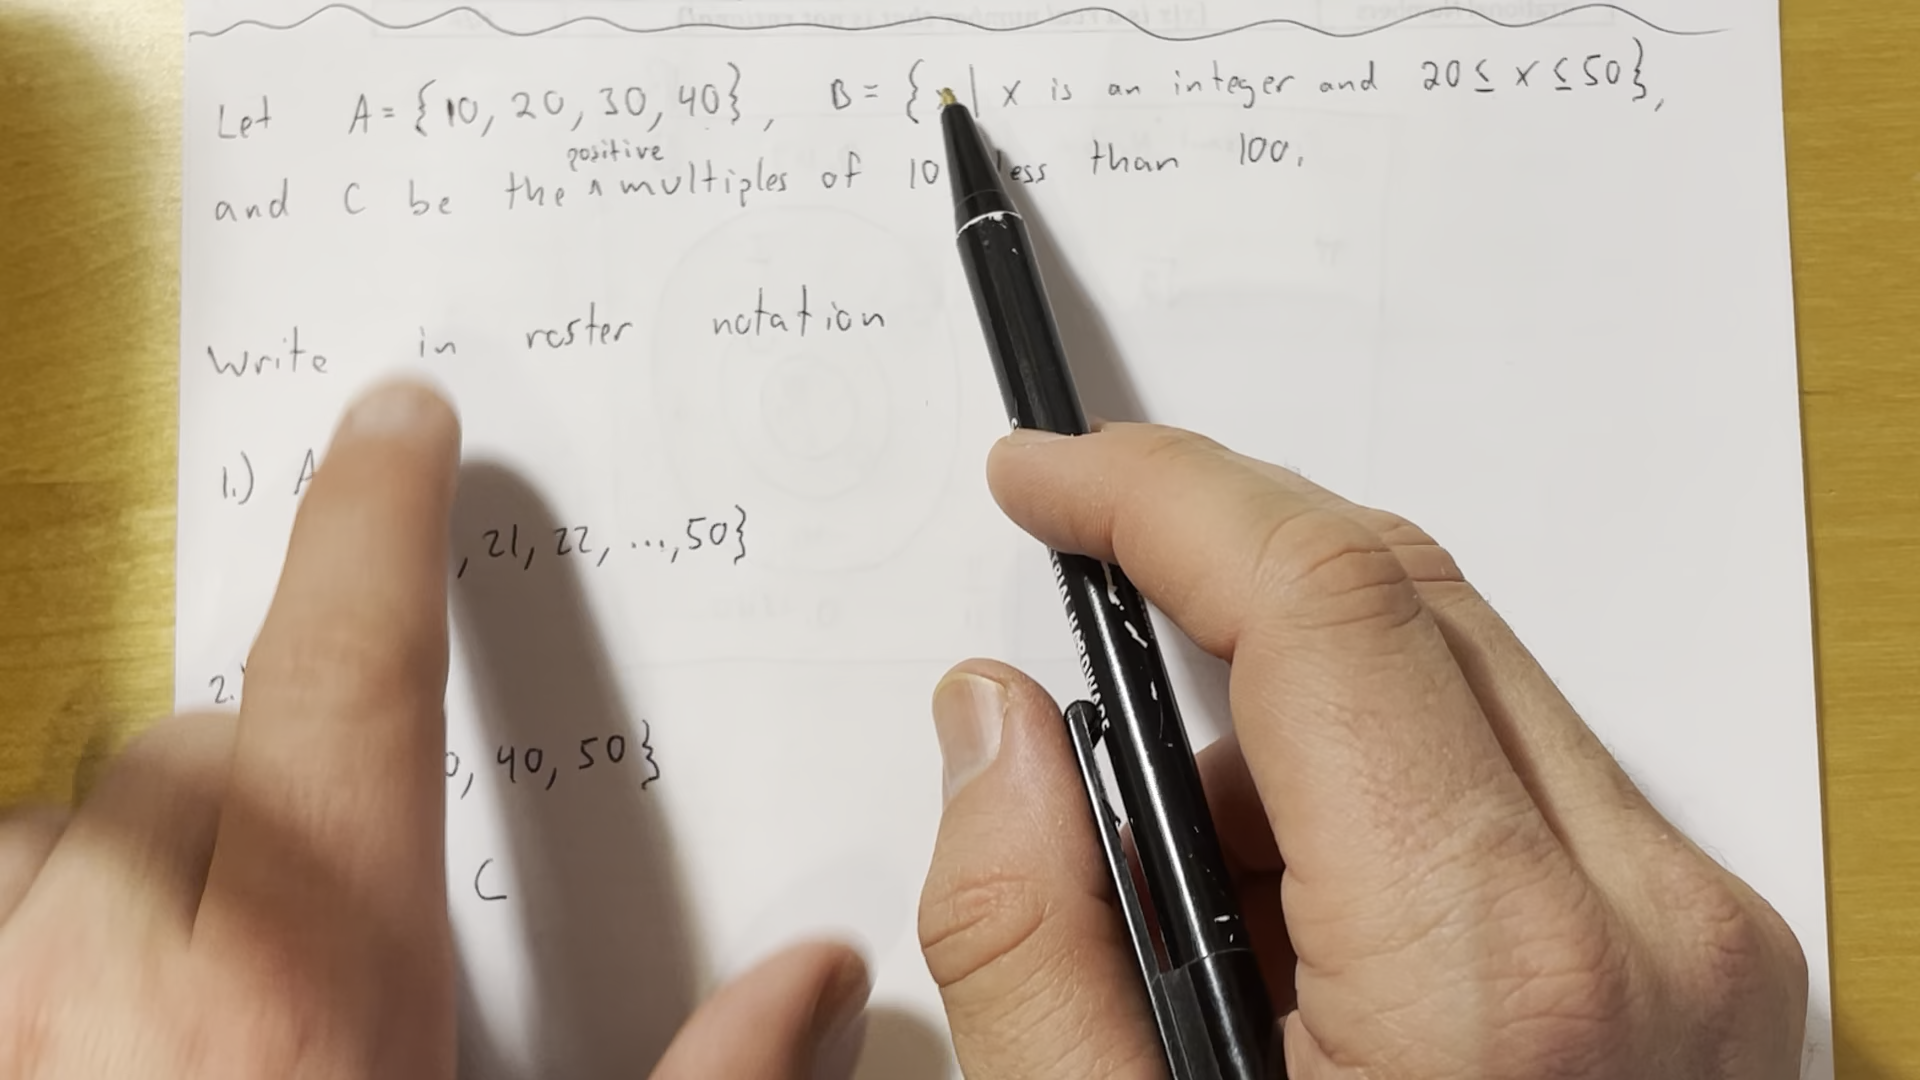 Let A = {10, 20, 30, 40}, B = {x| x is an integer and 20 ≤ x ≤ 50},
positive
and C be the ^ multiples of 10 less than 100.
Write in roster notation
1.) A
, 21, 22, ..., 50}
2.
0, 40, 50}
C